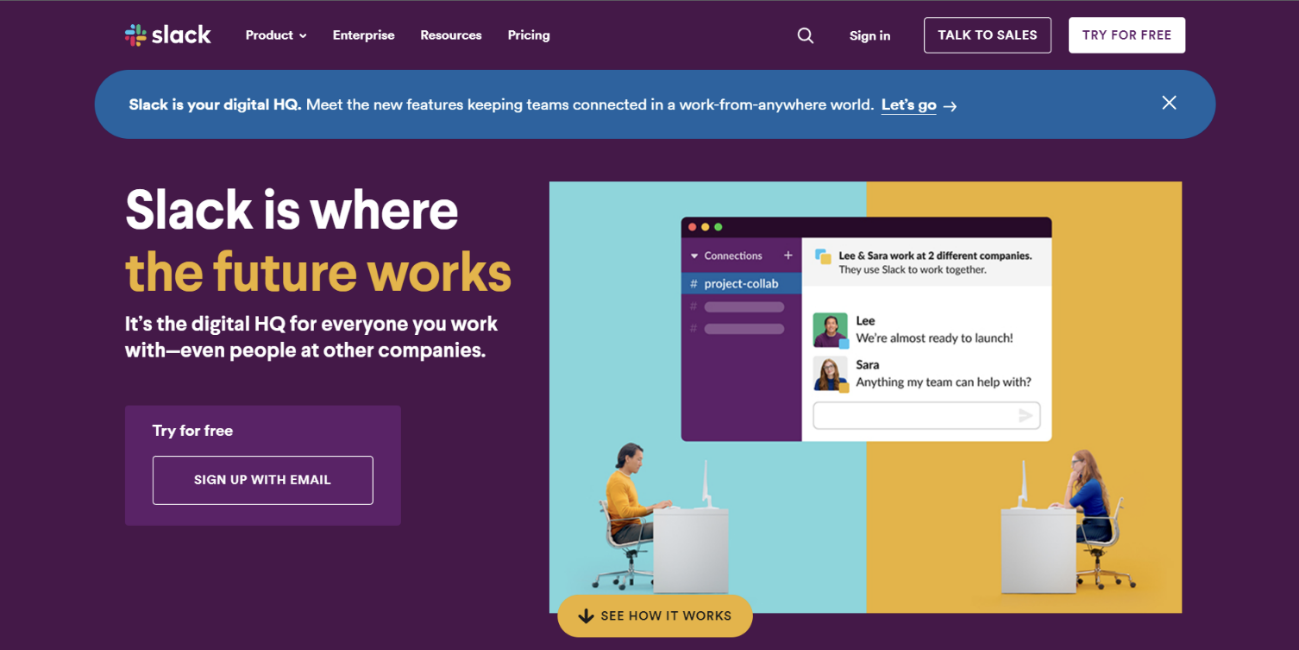 slack
Product
Enterprise
Resources
Pricing
Sign in
TALK TO SALES
TRY FOR FREE
Slack is your digital HQ. Meet the new features keeping teams connected in a work-from-anywhere world. Let's go →
Slack is where
the future works
It's the digital HQ for everyone you work
with—even people at other companies.
Try for free
SIGN UP WITH EMAIL
Connections +
# project-collab
#
#
Lee & Sara work at 2 different companies.
They use Slack to work together.
Lee
We're almost ready to launch!
Sara
Anything my team can help with?
SEE HOW IT WORKS